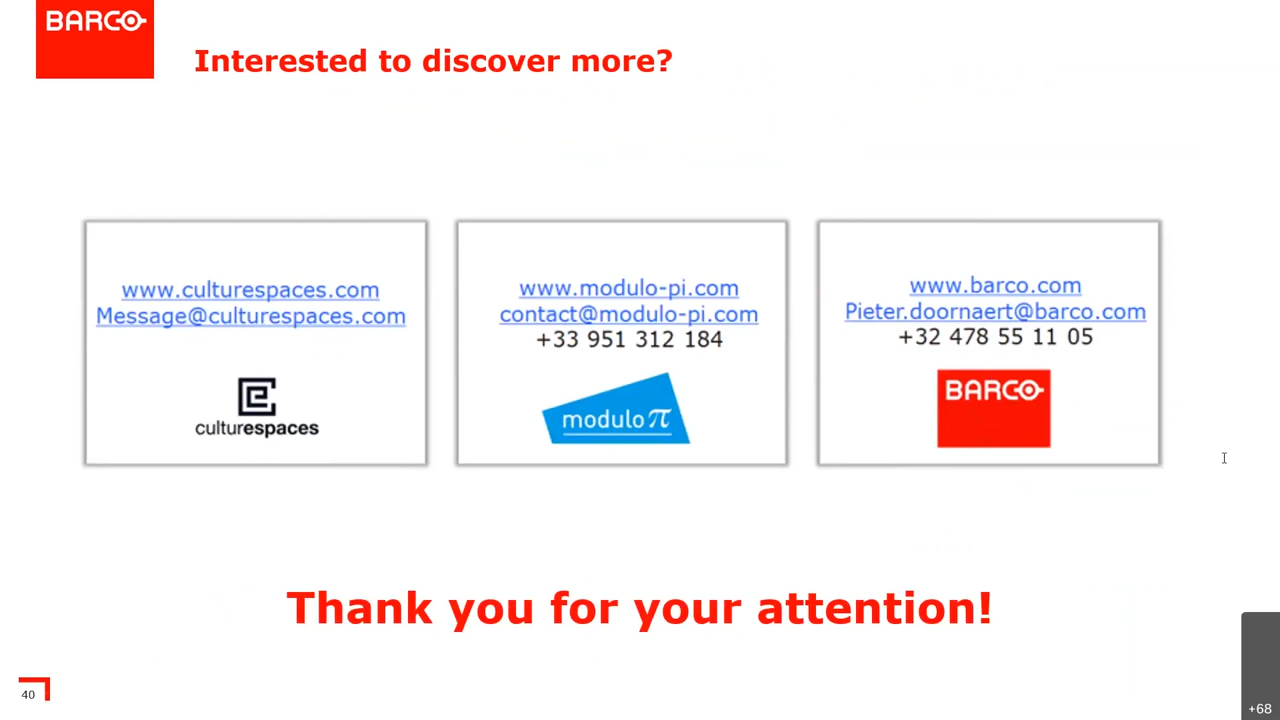 BARCO
Interested to discover more?
www.culturespaces.com
Message@culturespaces.com
culturespaces
www.modulo-pi.com
contact@modulo-pi.com
+33 951 312 184
modulo π
www.barco.com
Pieter.doornaert@barco.com
+32 478 55 11 05
BARCO
Thank you for your attention!
40
+68